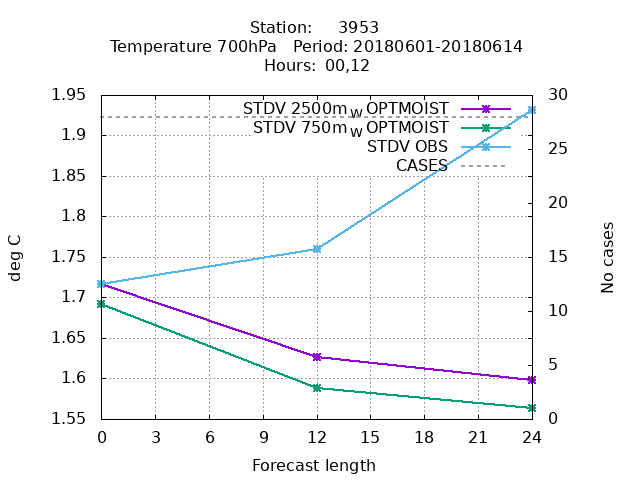 Station:     3953
Temperature 700hPa   Period: 20180601-20180614
Hours:  00,12
STDV 2500m_W OPTMOIST
STDV 750m_W OPTMOIST
STDV OBS
CASES
1.95
1.9
1.85
1.8
1.75
1.7
1.65
1.6
1.55
30
25
20
15
10
5
0
deg C
No cases
0 3 6 9 12 15 18 21 24
Forecast length